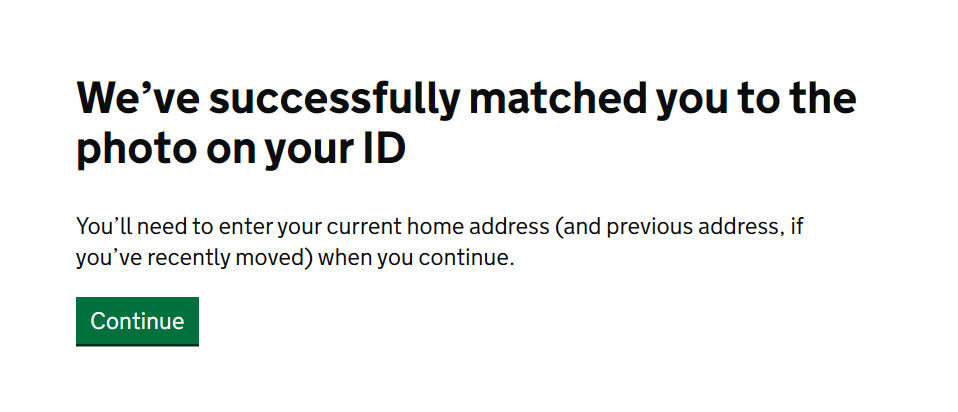 We’ve successfully matched you to the
photo on your ID
You’ll need to enter your current home address (and previous address, if
you’ve recently moved) when you continue.
Continue